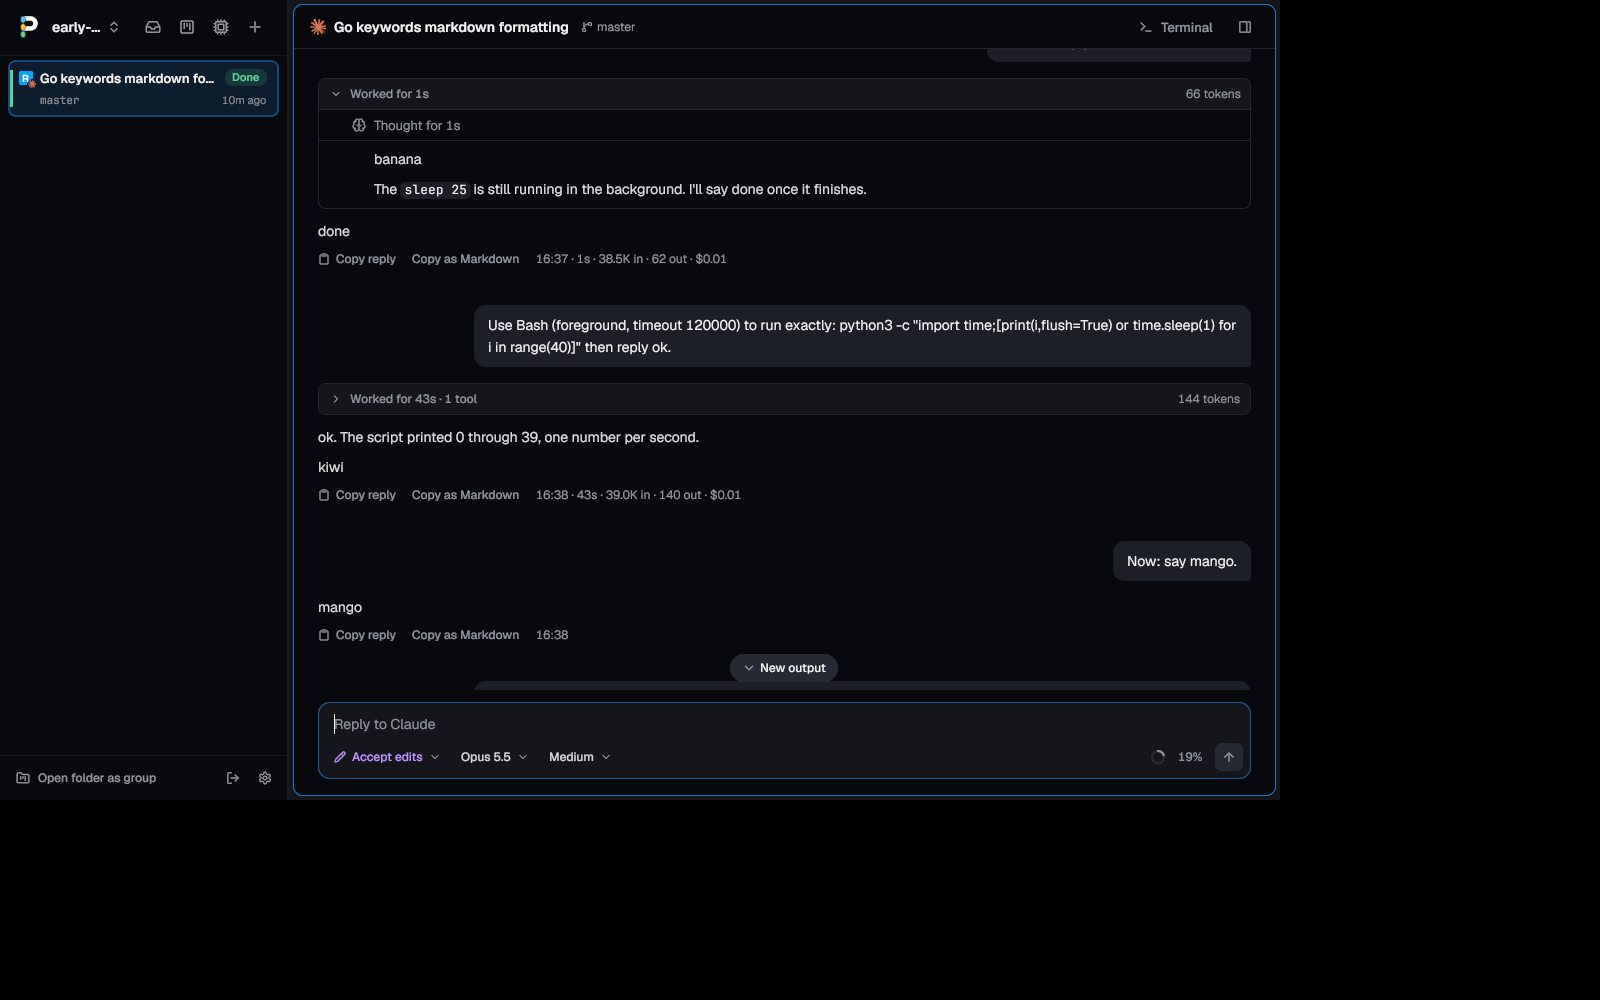 early-...
Go keywords markdown fo...
Done
master
10m ago
Open folder as group
Go keywords markdown formatting
master
Terminal
Worked for 1s
66 tokens
Thought for 1s
banana
The sleep 25 is still running in the background. I'll say done once it finishes.
done
Copy reply
Copy as Markdown
16:37 · 1s · 38.5K in · 62 out · $0.01
Use Bash (foreground, timeout 120000) to run exactly: python3 -c "import time;[print(i,flush=True) or time.sleep(1) for
i in range(40)]" then reply ok.
Worked for 43s · 1 tool
144 tokens
ok. The script printed 0 through 39, one number per second.
kiwi
Copy reply
Copy as Markdown
16:38 · 43s · 39.0K in · 140 out · $0.01
Now: say mango.
mango
Copy reply
Copy as Markdown
16:38
New output
Reply to Claude
Accept edits
Opus 5.5
Medium
19%